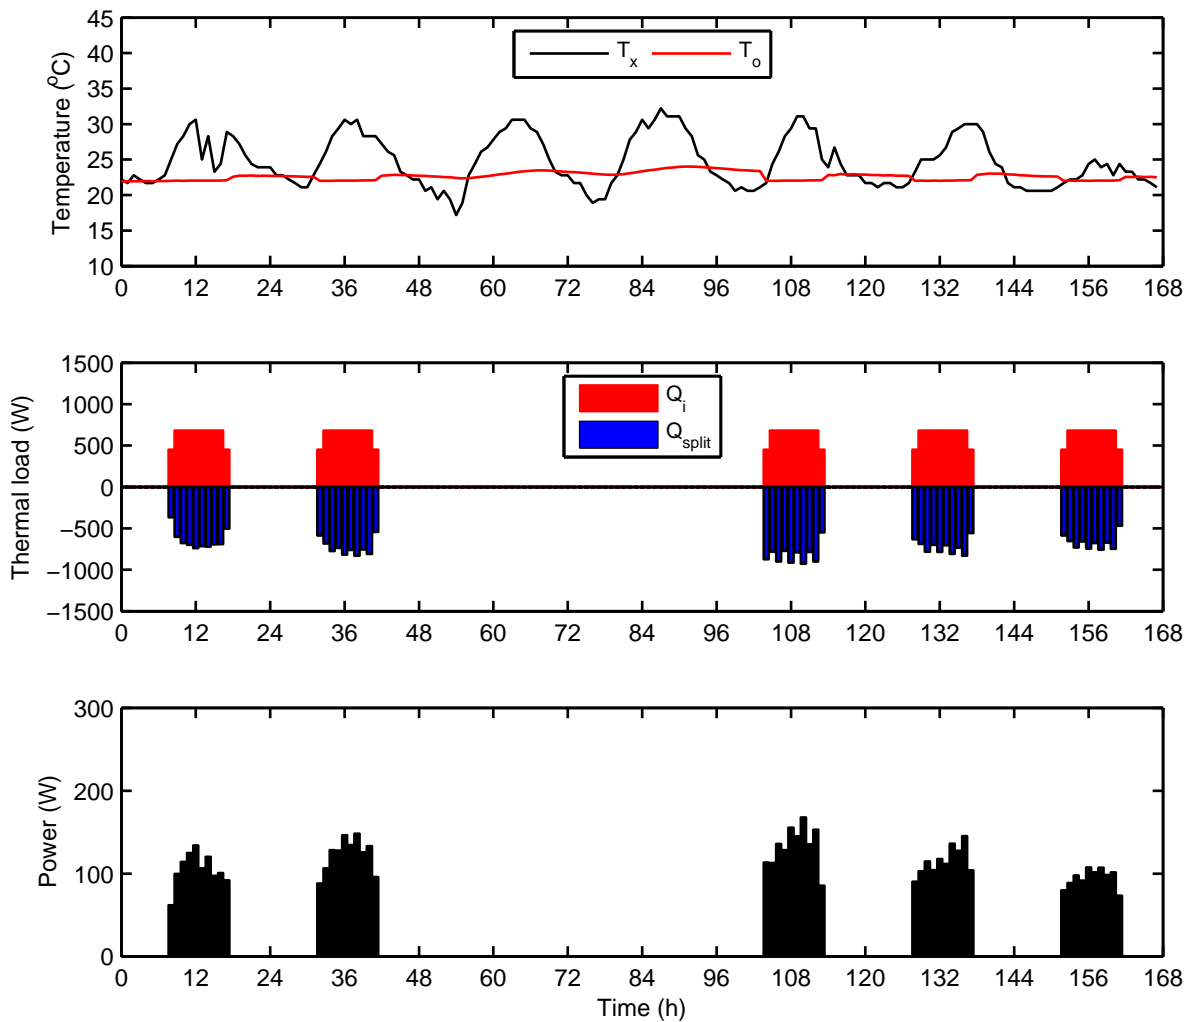 45
40
35
30
25
20
15
10
Temperature (ºC)
T_x T_o
0 12 24 36 48 60 72 84 96 108 120 132 144 156 168
1500
1000
500
0
−500
−1000
−1500
Thermal load (W)
Q_i
Q_split
0 12 24 36 48 60 72 84 96 108 120 132 144 156 168
300
200
100
0
Power (W)
0 12 24 36 48 60 72 84 96 108 120 132 144 156 168
Time (h)